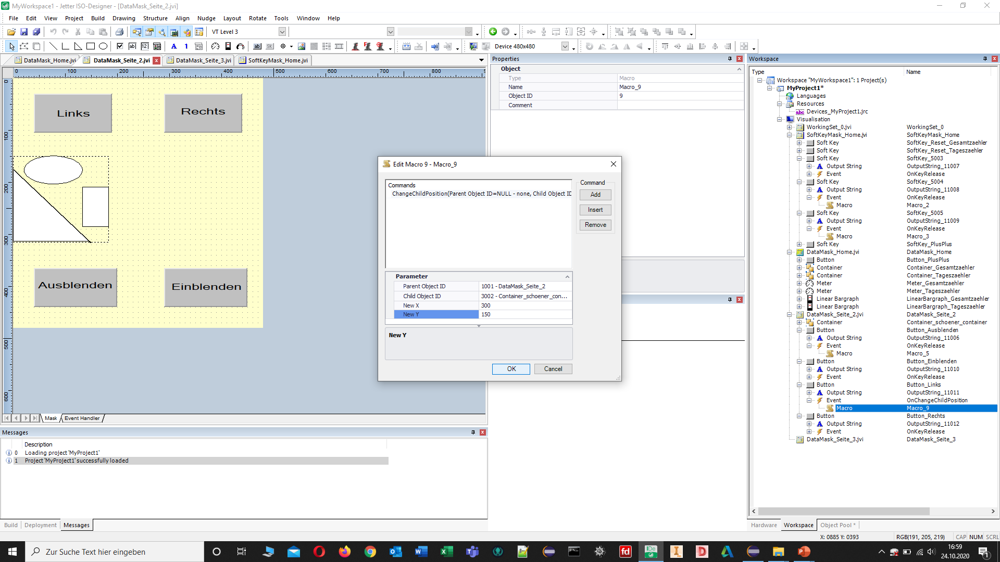 MyWorkspace1 - Jetter ISO-Designer - [DataMask_Seite_2.jvi]
File Edit View Project Build Drawing Structure Align Nudge Layout Rotate Tools Window Help
VT Level 3
Device 480x480
DataMask_Home.jvi DataMask_Seite_2.jvi DataMask_Seite_3.jvi SoftKeyMask_Home.jvi
0 100 200 300 400 500 600 700 800
0
100
200
300
400
500
600
Links
Rechts
Ausblenden
Einblenden
Mask Event Handler
Messages
Description
0 Loading project 'MyProject1'
1 Project 'MyProject1' successfully loaded
Build Deployment Messages
Properties
Object
Type Macro
Name Macro_9
Object ID 9
Comment
Edit Macro 9 - Macro_9
Commands
ChangeChildPosition(Parent Object ID=NULL - none, Child Object ID
Command
Add
Insert
Remove
Parameter
Parent Object ID 1001 - DataMask_Seite_2
Child Object ID 3002 - Container_schoener_con...
New X 300
New Y 150
New Y
OK Cancel
Workspace
Type Name
Workspace "MyWorkspace1": 1 Project(s)
MyProject1*
Languages
Resources
abc Devices_MyProject1.jrc
Visualisation
WorkingSet_0.jvi WorkingSet_0
SoftKeyMask_Home.jvi SoftKeyMask_Home
Soft Key SoftKey_Reset_Gesamtzaehler
Soft Key SoftKey_Reset_Tageszaehler
Soft Key SoftKey_5003
Output String OutputString_11007
Event OnKeyRelease
Soft Key SoftKey_5004
Output String OutputString_11008
Event OnKeyRelease
Macro Macro_2
Soft Key SoftKey_5005
Output String OutputString_11009
Event OnKeyRelease
Macro Macro_3
Soft Key SoftKey_PlusPlus
DataMask_Home.jvi DataMask_Home
Button Button_PlusPlus
Container Container_Gesamtzaehler
Container Container_Tageszaehler
Meter Meter_Gesamtzaehler
Meter Meter_Tageszaehler
Linear Bargraph LinearBargraph_Gesamtzaehler
Linear Bargraph LinearBargraph_Tageszaehler
DataMask_Seite_2.jvi DataMask_Seite_2
Container Container_schoener_container
Button Button_Ausblenden
Output String OutputString_11006
Event OnKeyRelease
Macro Macro_5
Button Button_Einblenden
Output String OutputString_11010
Event OnKeyRelease
Button Button_Links
Output String OutputString_11011
Event OnChangeChildPosition
Macro Macro_9
Button Button_Rechts
Output String OutputString_11012
Event OnKeyRelease
DataMask_Seite_3.jvi DataMask_Seite_3
Hardware Workspace Object Pool *
X: 0885 Y: 0393 RGB(191, 205, 219) CAP NUM SCRL
Zur Suche Text hier eingeben
16:59
24.10.2020